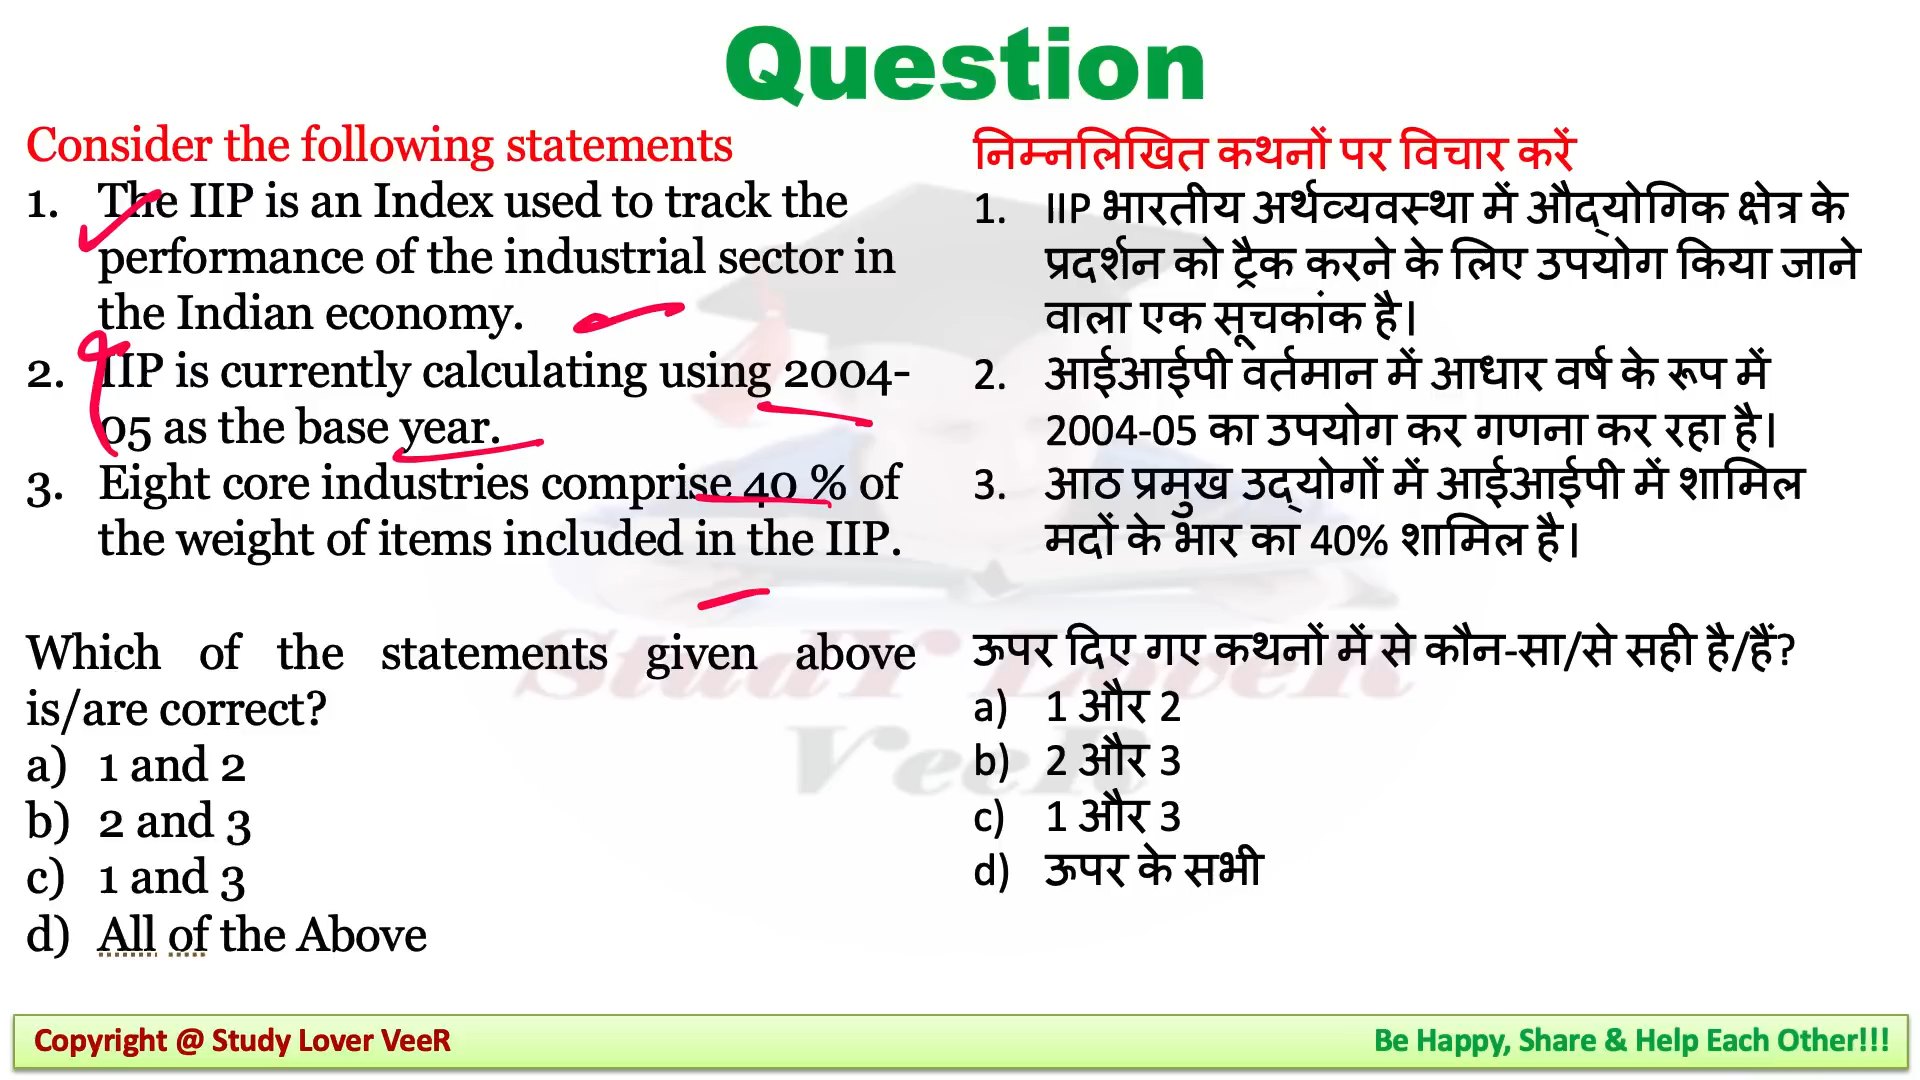 Question
Consider the following statements
1. The IIP is an Index used to track the
performance of the industrial sector in
the Indian economy.
2. IIP is currently calculating using 2004-
05 as the base year.
3. Eight core industries comprise 40 % of
the weight of items included in the IIP.
Which of the statements given above
is/are correct?
a) 1 and 2
b) 2 and 3
c) 1 and 3
d) All of the Above
निम्नलिखित कथनों पर विचार करें
1. IIP भारतीय अर्थव्यवस्था में औद्योगिक क्षेत्र के
प्रदर्शन को ट्रैक करने के लिए उपयोग किया जाने
वाला एक सूचकांक है।
2. आईआईपी वर्तमान में आधार वर्ष के रूप में
2004-05 का उपयोग कर गणना कर रहा है।
3. आठ प्रमुख उद्योगों में आईआईपी में शामिल
मदों के भार का 40% शामिल है।
ऊपर दिए गए कथनों में से कौन-सा/से सही है/हैं?
a) 1 और 2
b) 2 और 3
c) 1 और 3
d) ऊपर के सभी
StudY LoveR
VeeR
Copyright @ Study Lover VeeR
Be Happy, Share & Help Each Other!!!